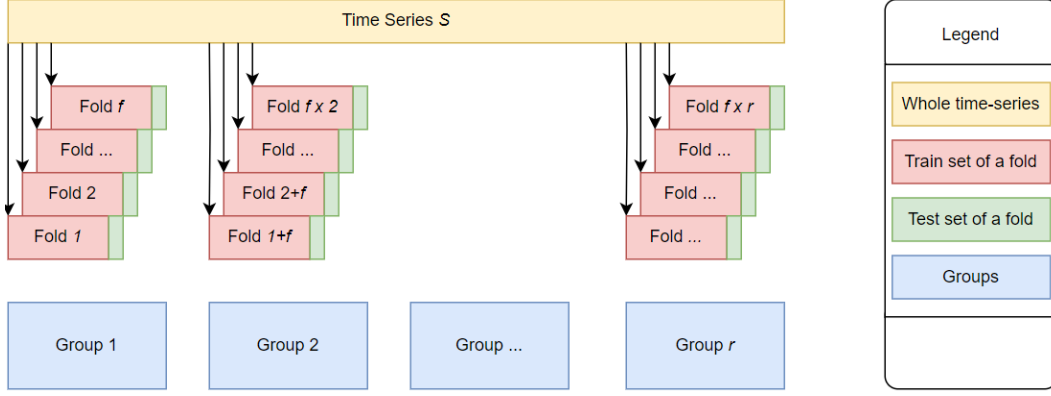 Time Series S
Legend
Fold f
Fold f x 2
Fold f x r
Whole time-series
Fold ...
Fold ...
Fold ...
Train set of a fold
Fold 2
Fold 2+f
Fold ...
Test set of a fold
Fold 1
Fold 1+f
Fold ...
Groups
Group 1
Group 2
Group ...
Group r